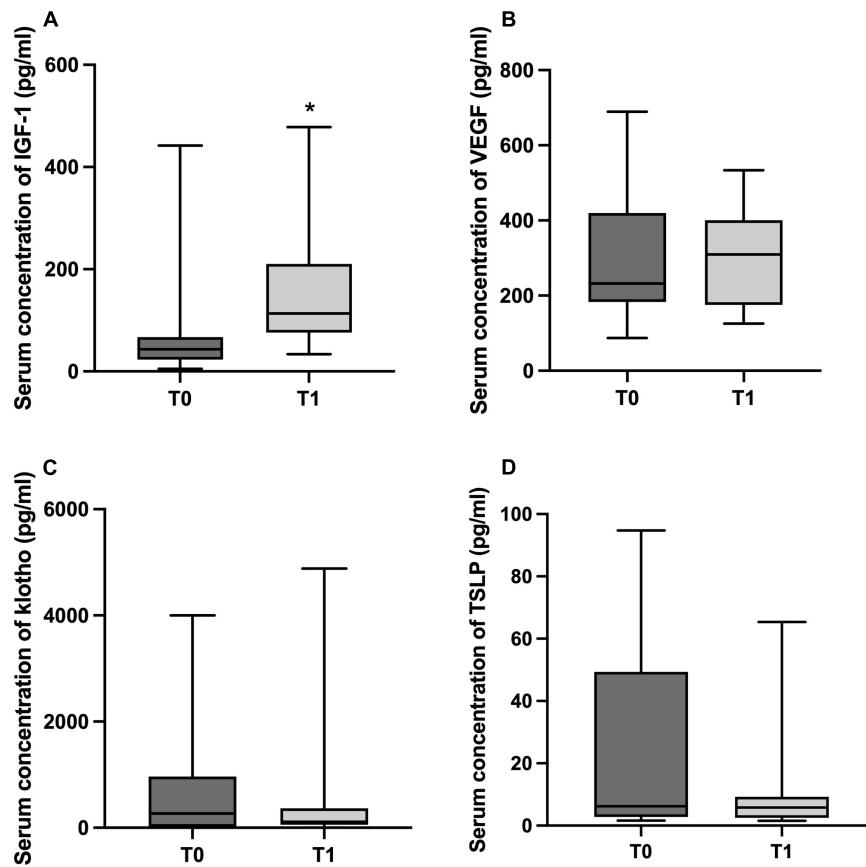 A
Serum concentration of IGF-1 (pg/ml)
600
400
200
0
*
T0
T1
B
Serum concentration of VEGF (pg/ml)
800
600
400
200
0
T0
T1
C
Serum concentration of klotho (pg/ml)
6000
4000
2000
0
T0
T1
D
Serum concentration of TSLP (pg/ml)
100
80
60
40
20
0
T0
T1